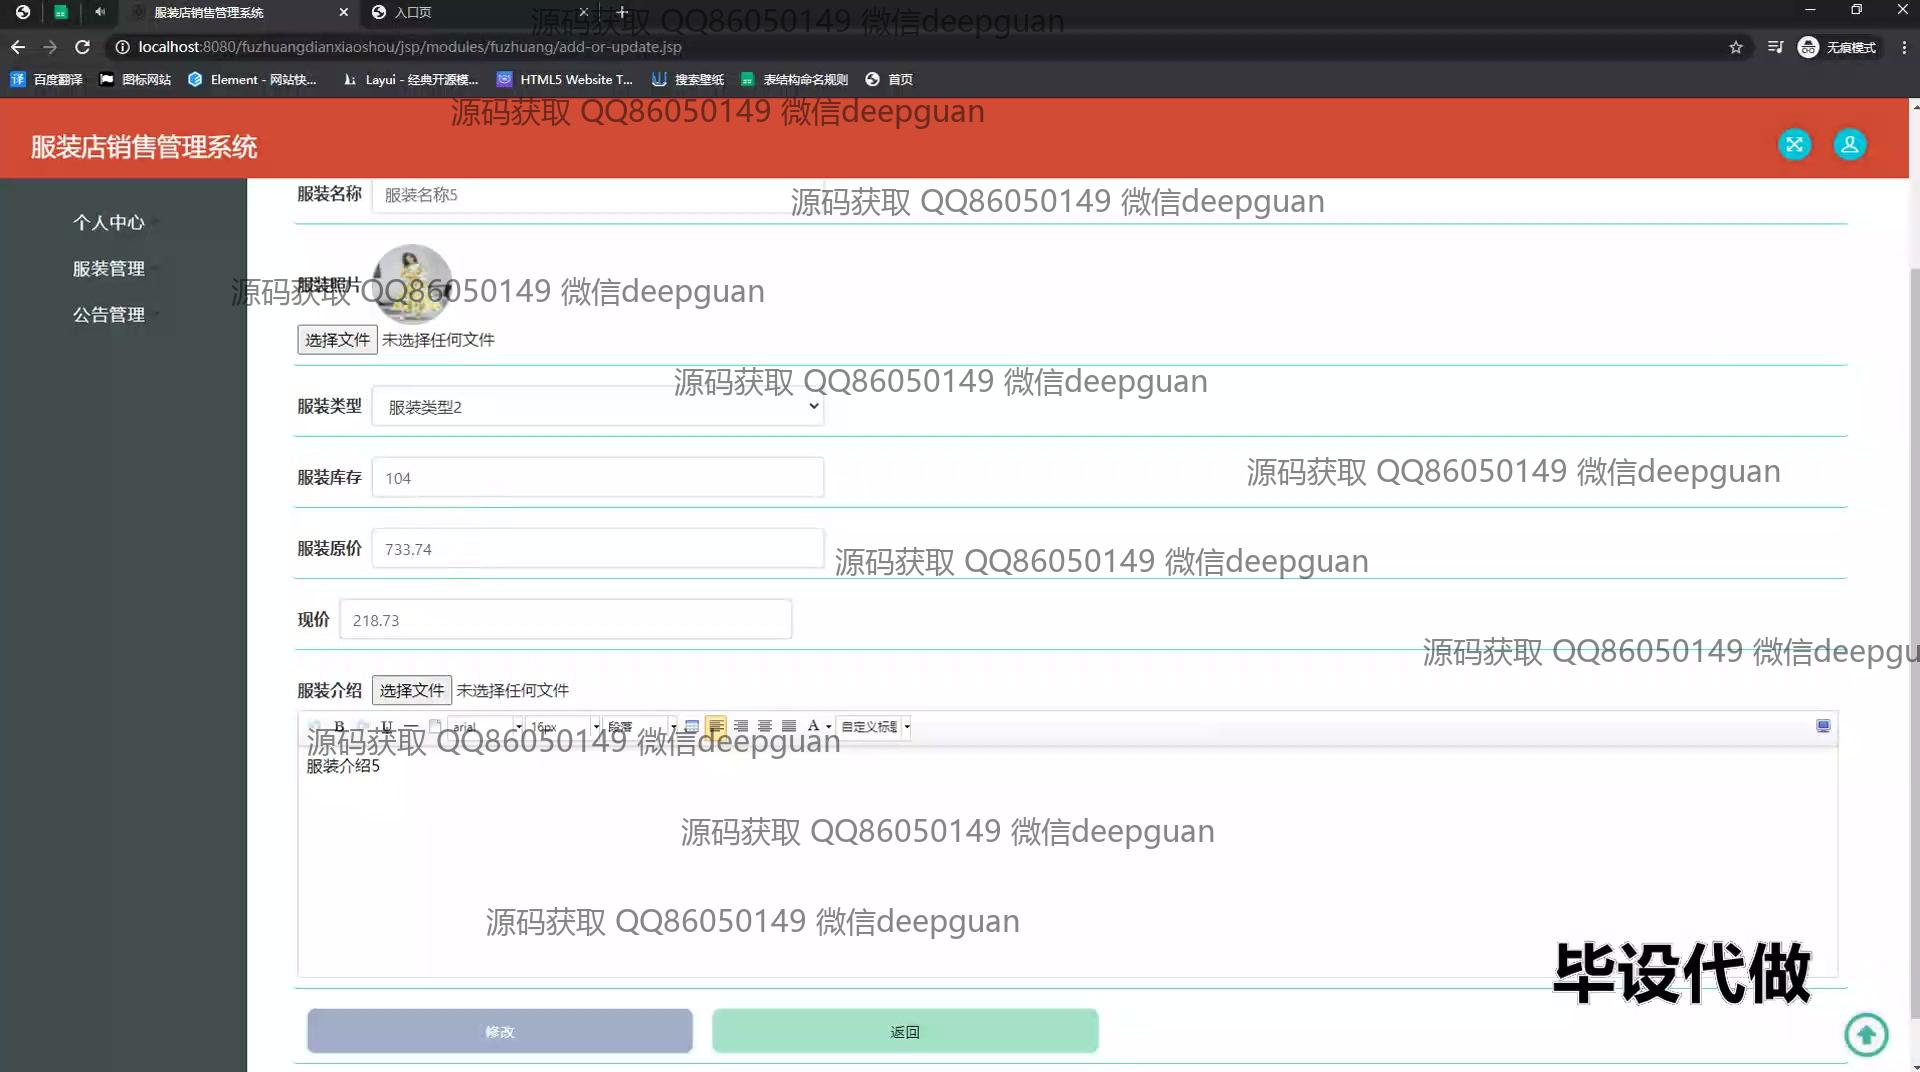 服装店销售管理系统
入口页
源码获取 QQ86050149 微信deepguan
localhost:8080/fuzhuangdianxiaoshou/jsp/modules/fuzhuang/add-or-update.jsp
无痕模式
百度翻译
图标网站
Element - 网站快...
Layui - 经典开源模...
HTML5 Website T...
搜索壁纸
表结构命名规则
首页
源码获取 QQ86050149 微信deepguan
服装店销售管理系统
个人中心
服装管理
公告管理
服装名称 服装名称5
源码获取 QQ86050149 微信deepguan
服装照片
源码获取 QQ86050149 微信deepguan
选择文件 未选择任何文件
源码获取 QQ86050149 微信deepguan
服装类型 服装类型2
服装库存 104
源码获取 QQ86050149 微信deepguan
服装原价 733.74
源码获取 QQ86050149 微信deepguan
现价 218.73
源码获取 QQ86050149 微信deepgu
服装介绍 选择文件 未选择任何文件
B U arial 16px 段落 A 自定义标题
源码获取 QQ86050149 微信deepguan
服装介绍5
源码获取 QQ86050149 微信deepguan
源码获取 QQ86050149 微信deepguan
毕设代做
修改
返回